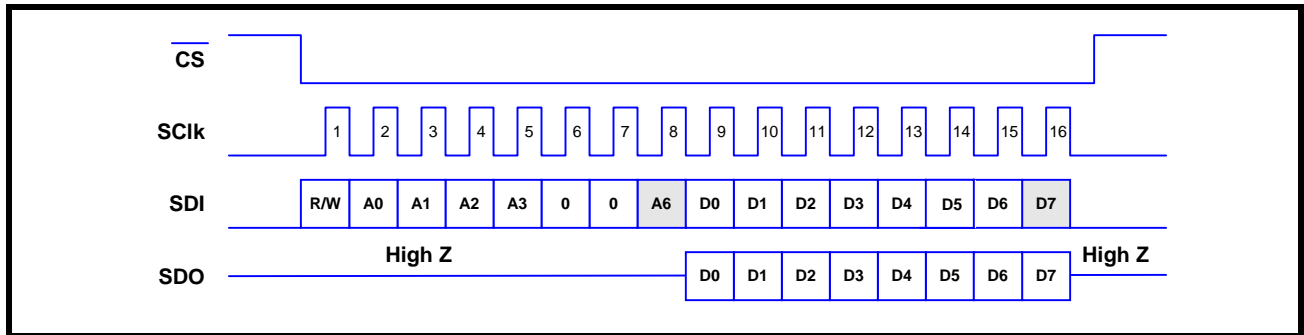 CS
SClk 1 2 3 4 5 6 7 8 9 10 11 12 13 14 15 16
SDI R/W A0 A1 A2 A3 0 0 A6 D0 D1 D2 D3 D4 D5 D6 D7
High Z High Z
SDO D0 D1 D2 D3 D4 D5 D6 D7